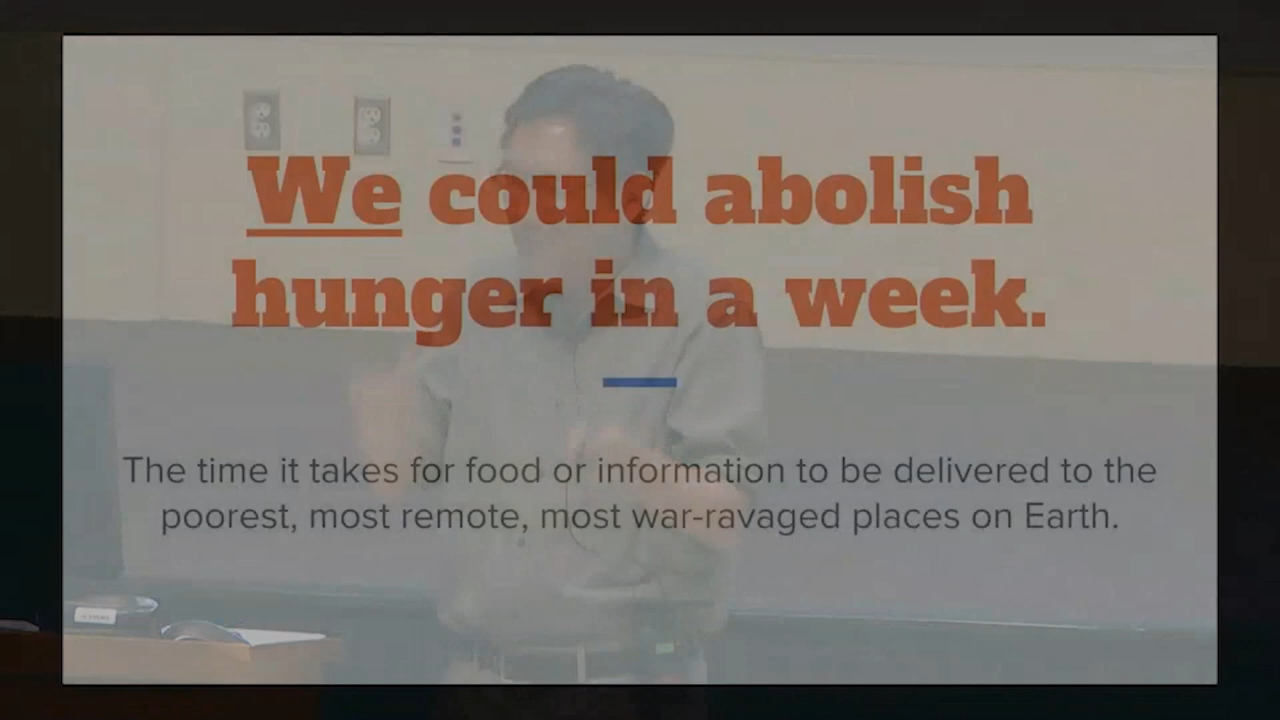 We could abolish
hunger in a week.
The time it takes for food or information to be delivered to the
poorest, most remote, most war-ravaged places on Earth.